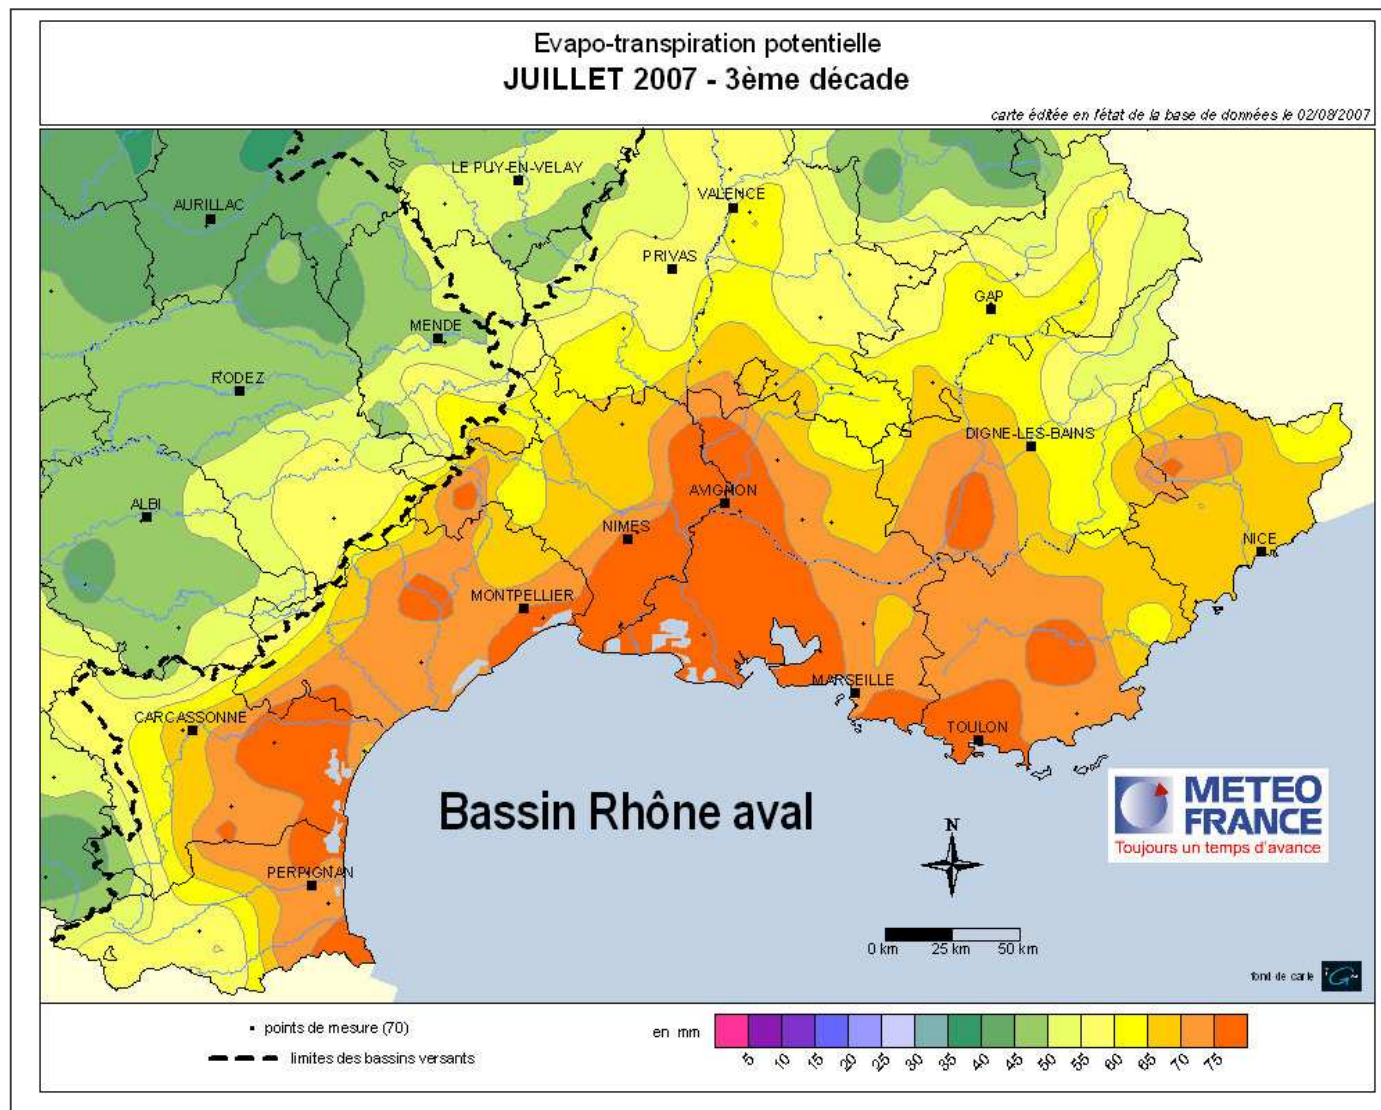 Evapo-transpiration potentielle
JUILLET 2007 - 3ème décade
carte éditée en l'état de la base de données le 02/08/2007
LE PUY-EN-VELAY
AURILLAC
VALENCE
PRIVAS
GAP
MENDE
RODEZ
DIGNE-LES-BAINS
AVIGNON
ALBI
NIMES
NICE
MONTPELLIER
MARSEILLE
CARCASSONNE
TOULON
PERPIGNAN
Bassin Rhône aval
METEO
FRANCE
Toujours un temps d'avance
N
0 km 25 km 50 km
fond de carte
points de mesure (70)
limites des bassins versants
en mm
5 10 15 20 25 30 35 40 45 50 55 60 65 70 75